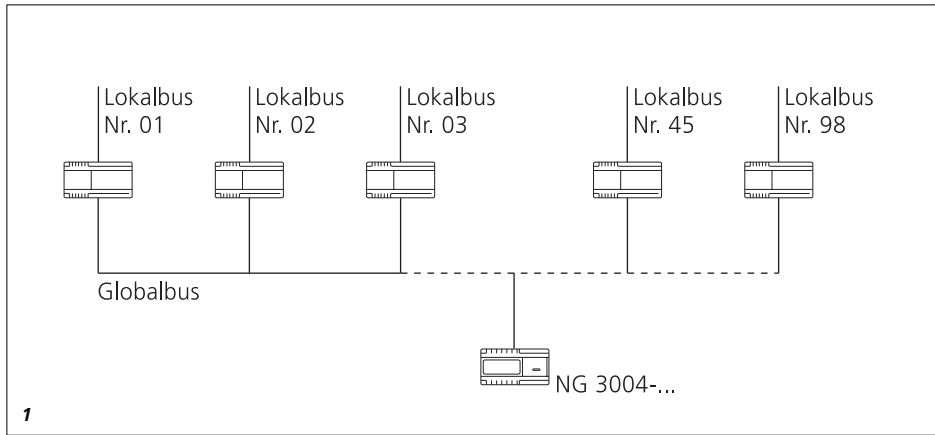 Lokalbus
Nr. 01
Lokalbus
Nr. 02
Lokalbus
Nr. 03
Lokalbus
Nr. 45
Lokalbus
Nr. 98
Globalbus
NG 3004-...
1